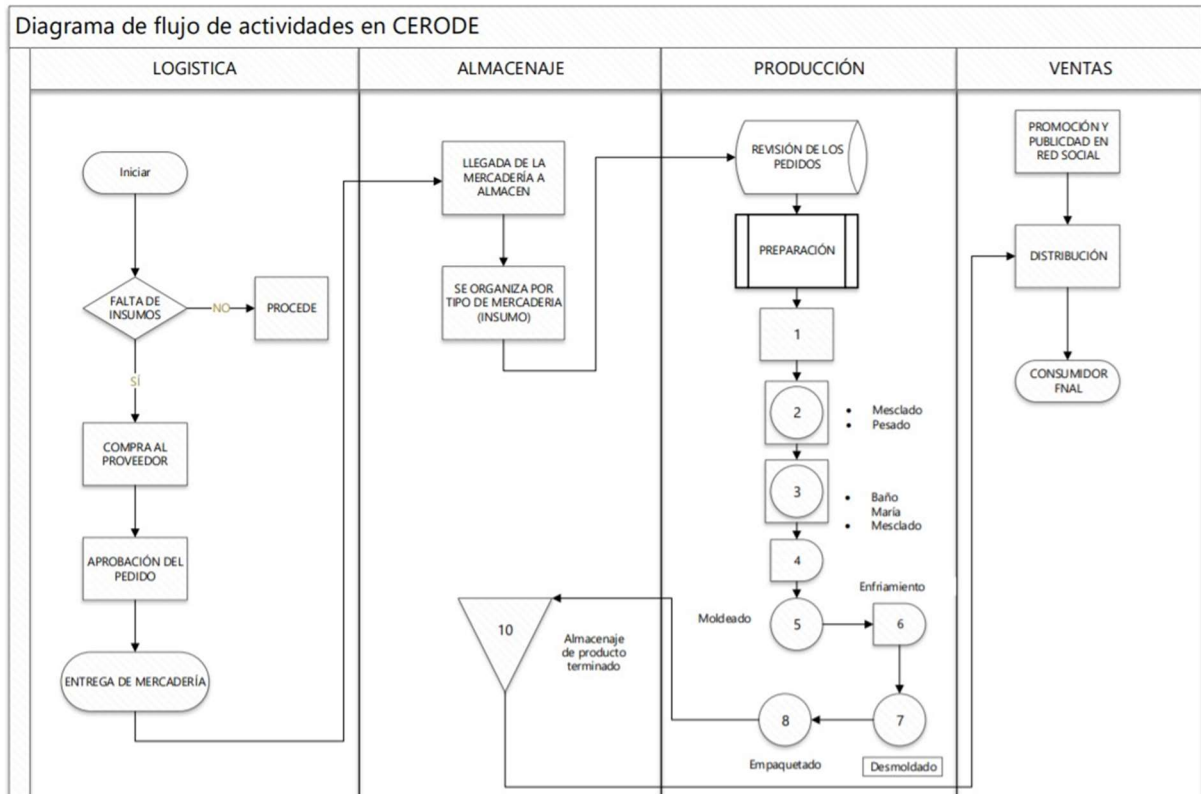 Diagrama de flujo de actividades en CERODE
LOGISTICA
ALMACENAJE
PRODUCCIÓN
VENTAS
Iniciar
FALTA DE
INSUMOS
NO
PROCEDE
SÍ
COMPRA AL
PROVEEDOR
APROBACIÓN DEL
PEDIDO
ENTREGA DE MERCADERÍA
LLEGADA DE LA
MERCADERÍA A
ALMACEN
SE ORGANIZA POR
TIPO DE MERCADERIA
(INSUMO)
10
Almacenaje
de producto
terminado
REVISIÓN DE LOS
PEDIDOS
PREPARACIÓN
1
2
• Mesclado
• Pesado
3
• Baño
María
• Mesclado
4
Moldeado
5
Enfriamiento
6
7
Desmoldado
8
Empaquetado
PROMOCIÓN Y
PUBLICDAD EN
RED SOCIAL
DISTRIBUCIÓN
CONSUMIDOR
FNAL